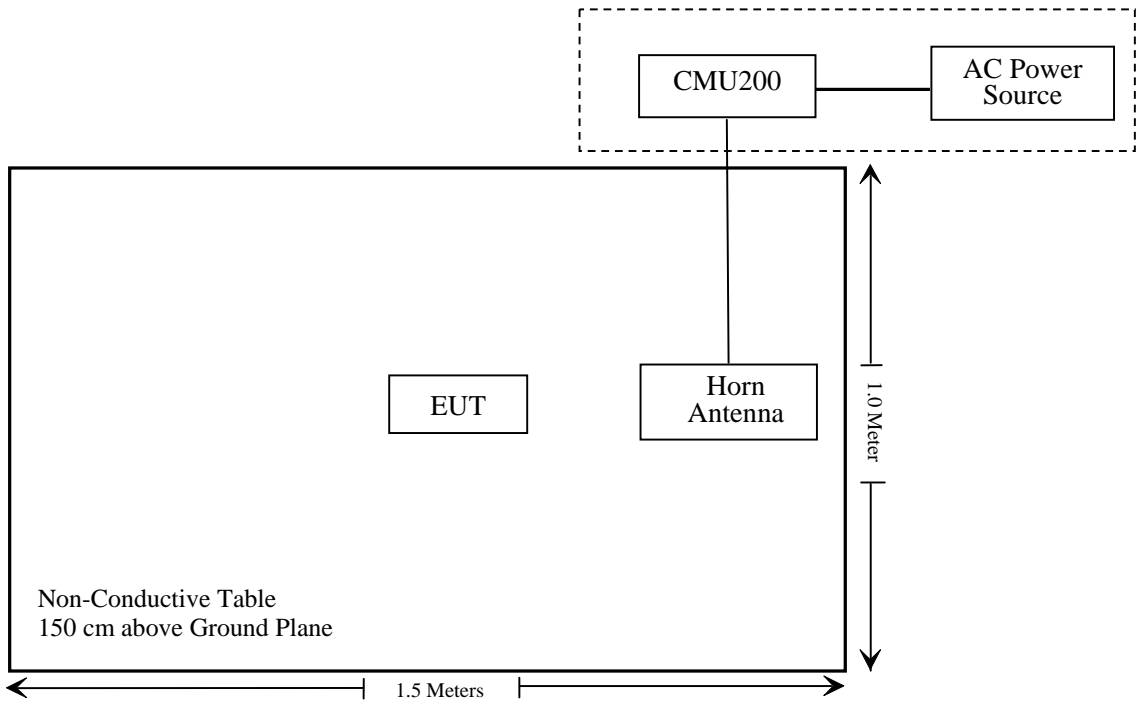 CMU200
AC Power
Source
Horn
Antenna
EUT
1.0 Meter
Non-Conductive Table
150 cm above Ground Plane
1.5 Meters